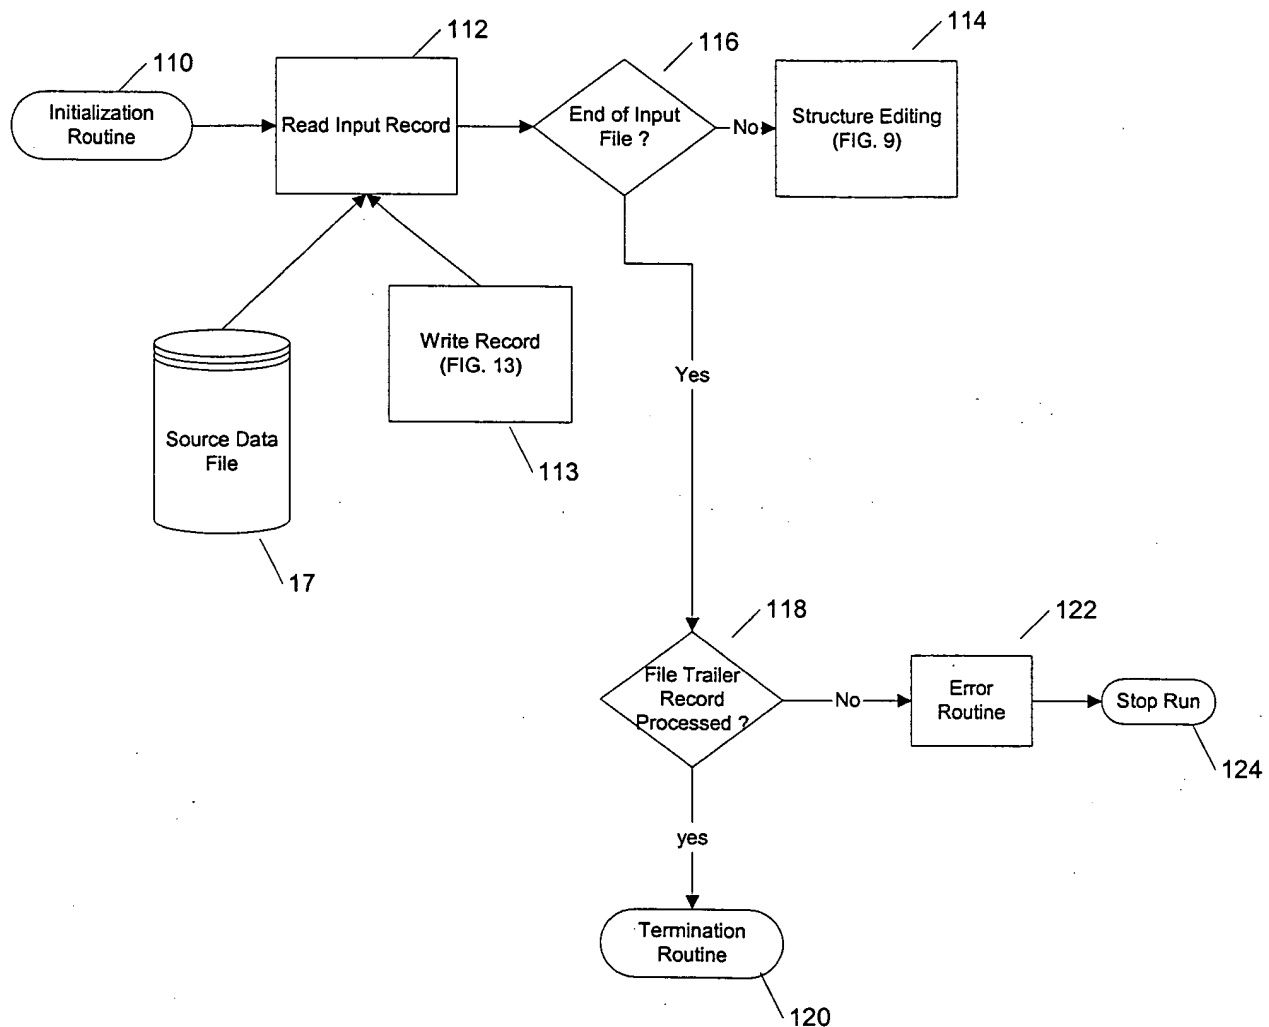 110
Initialization
Routine
112
Read Input Record
116
End of Input
File ?
No
114
Structure Editing
(FIG. 9)
Source Data
File
17
Write Record
(FIG. 13)
113
Yes
118
File Trailer
Record
Processed ?
No
122
Error
Routine
Stop Run
124
yes
Termination
Routine
120